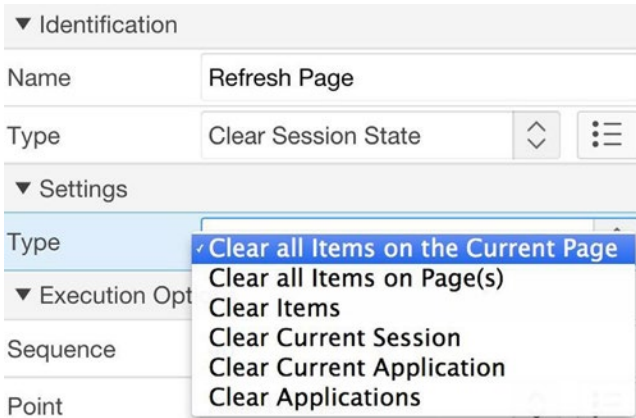 ▼ Identification
Name Refresh Page
Type Clear Session State
▼ Settings
Type ✓Clear all Items on the Current Page
Clear all Items on Page(s)
▼ Execution Opt Clear Items
Sequence Clear Current Session
Clear Current Application
Point Clear Applications